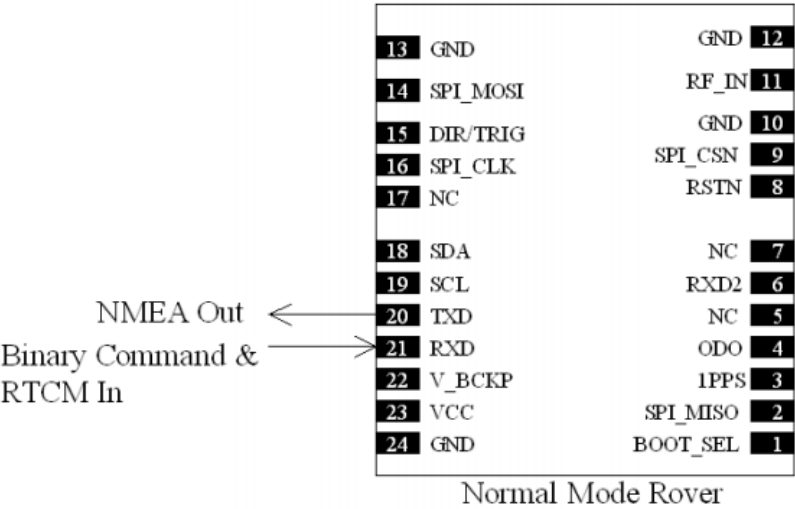 13 GND
GND 12
14 SPI_MOSI
RF_IN 11
15 DIR/TRIG
GND 10
16 SPI_CLK
SPI_CSN 9
17 NC
RSTN 8
18 SDA
NC 7
19 SCL
RXD2 6
NMEA Out
20 TXD
NC 5
Binary Command &
RTCM In
21 RXD
ODO 4
22 V_BCKP
1PPS 3
23 VCC
SPI_MISO 2
24 GND
BOOT_SEL 1
Normal Mode Rover